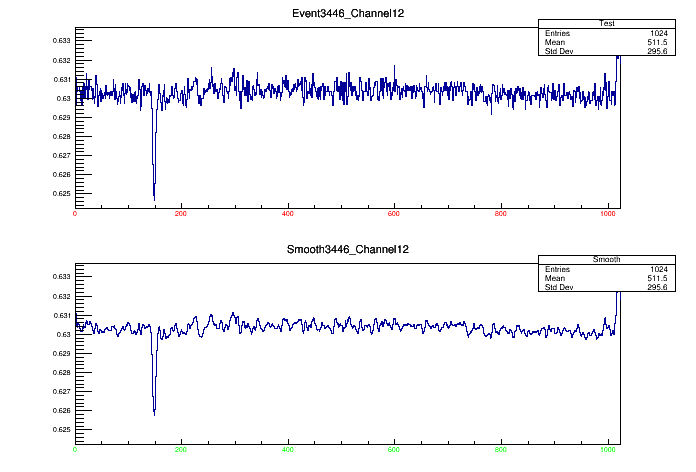 Event3446_Channel12
Test
Entries 1024
Mean 511.5
Std Dev 295.6
0.633
0.632
0.631
0.63
0.629
0.628
0.627
0.626
0.625
0 200 400 600 800 1000
Smooth3446_Channel12
Smooth
Entries 1024
Mean 511.5
Std Dev 295.6
0.633
0.632
0.631
0.63
0.629
0.628
0.627
0.626
0.625
0 200 400 600 800 1000